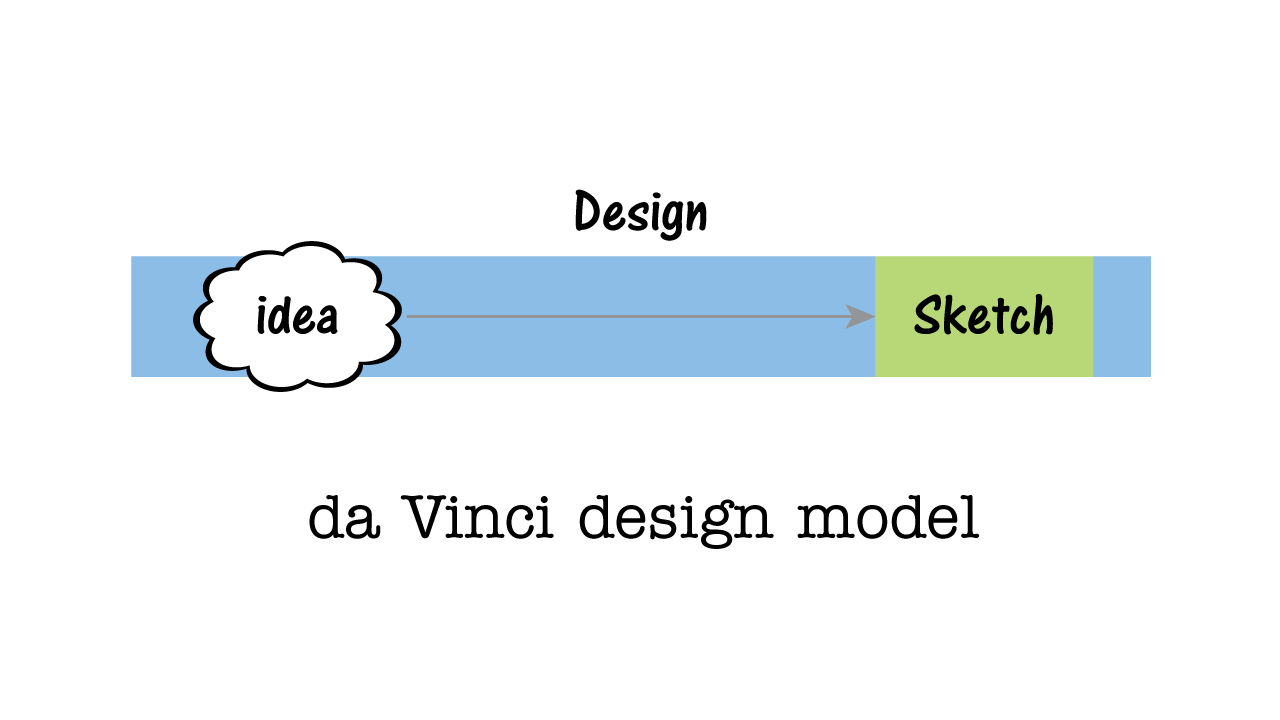 Design
idea
Sketch
da Vinci design model